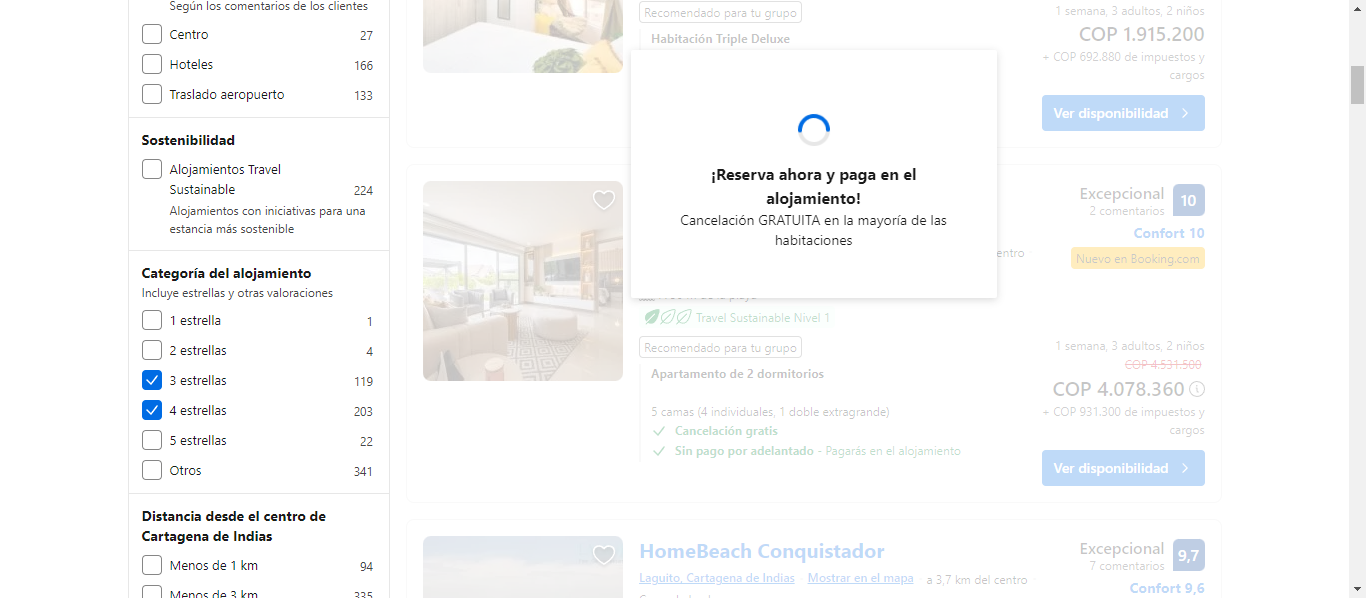 Según los comentarios de los clientes
Centro 27
Hoteles 166
Traslado aeropuerto 133
Sostenibilidad
Alojamientos Travel
Sustainable 224
Alojamientos con iniciativas para una
estancia más sostenible
Categoría del alojamiento
Incluye estrellas y otras valoraciones
1 estrella 1
2 estrellas 4
3 estrellas 119
4 estrellas 203
5 estrellas 22
Otros 341
Distancia desde el centro de
Cartagena de Indias
Menos de 1 km 94
Menos de 3 km 335
Recomendado para tu grupo
Habitación Triple Deluxe
1 semana, 3 adultos, 2 niños
COP 1.915.200
+ COP 692.880 de impuestos y
cargos
Ver disponibilidad
¡Reserva ahora y paga en el
alojamiento!
Cancelación GRATUITA en la mayoría de las
habitaciones
Excepcional 10
2 comentarios
Confort 10
Nuevo en Booking.com
entro
Travel Sustainable Nivel 1
Recomendado para tu grupo
Apartamento de 2 dormitorios
5 camas (4 individuales, 1 doble extragrande)
Cancelación gratis
Sin pago por adelantado - Pagarás en el alojamiento
1 semana, 3 adultos, 2 niños
COP 4.531.500
COP 4.078.360
+ COP 931.300 de impuestos y
cargos
Ver disponibilidad
HomeBeach Conquistador
Laguito, Cartagena de Indias Mostrar en el mapa a 3,7 km del centro
Excepcional 9,7
7 comentarios
Confort 9,6